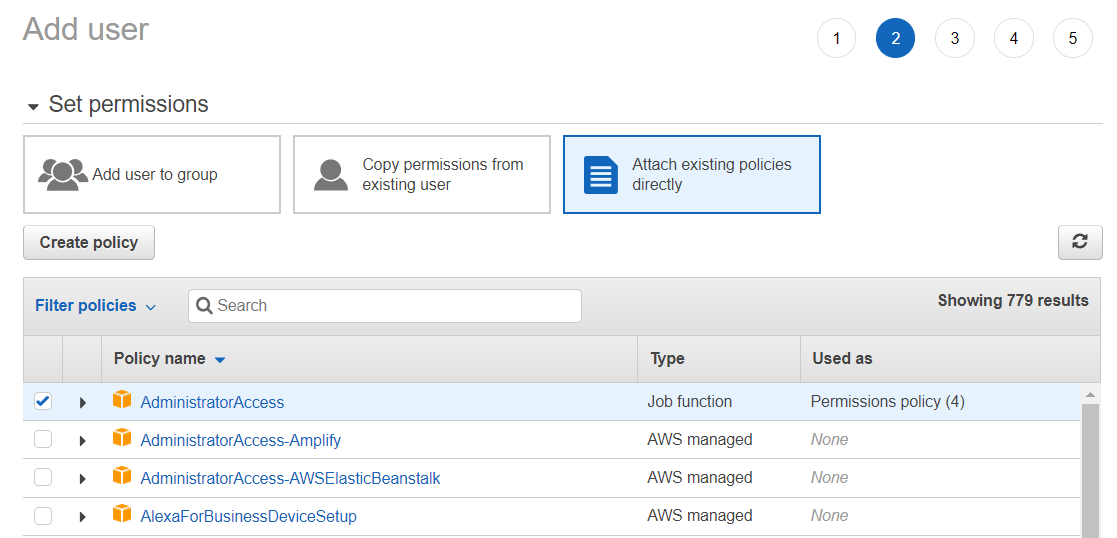 Add user
1 2 3 4 5
Set permissions
Add user to group
Copy permissions from
existing user
Attach existing policies
directly
Create policy
Filter policies Search Showing 779 results
Policy name Type Used as
AdministratorAccess Job function Permissions policy (4)
AdministratorAccess-Amplify AWS managed None
AdministratorAccess-AWSElasticBeanstalk AWS managed None
AlexaForBusinessDeviceSetup AWS managed None